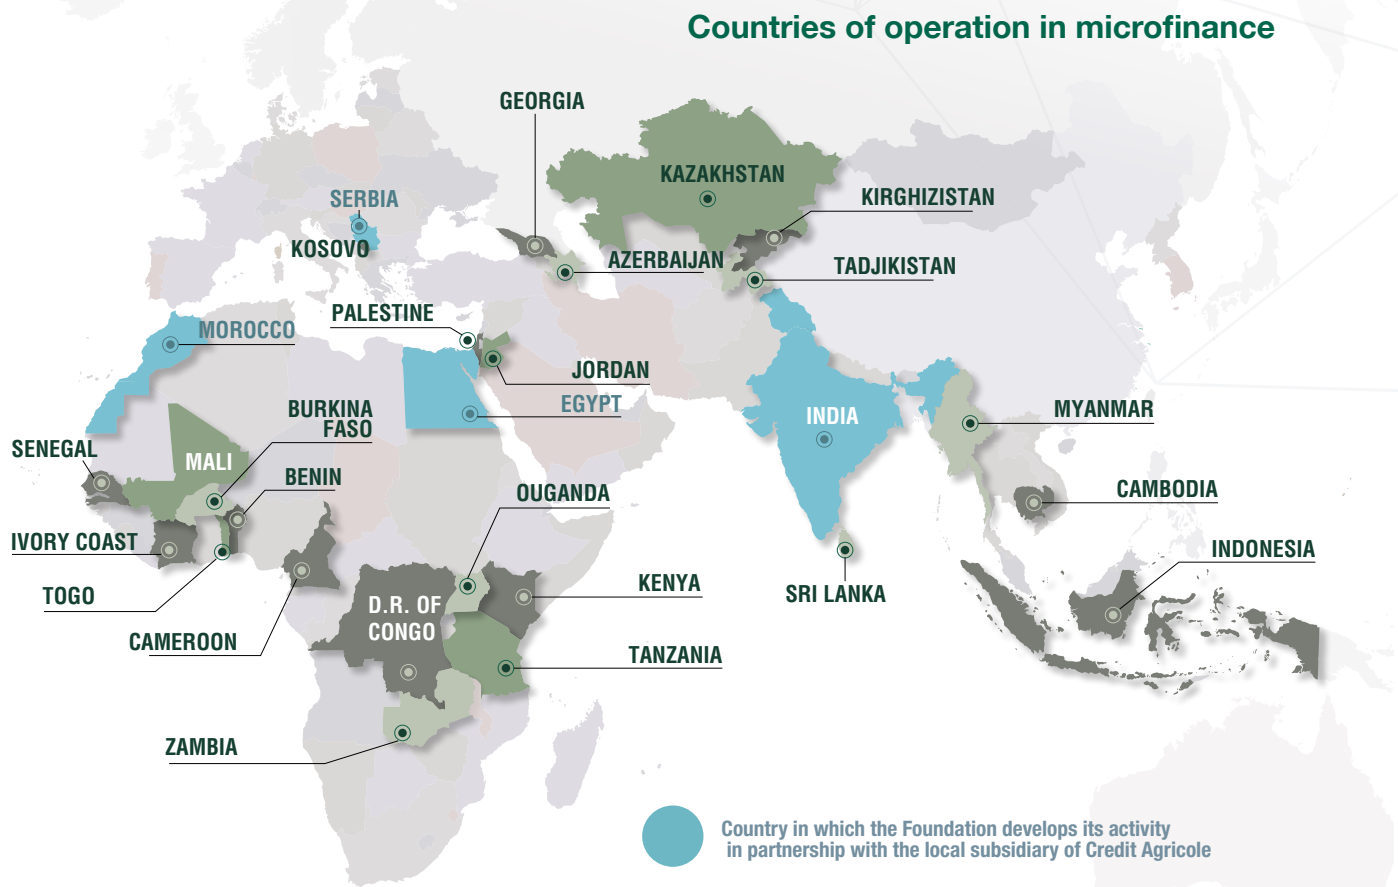 Countries of operation in microfinance
GEORGIA
KAZAKHSTAN
SERBIA
KIRGHIZISTAN
KOSOVO
AZERBAIJAN
TADJIKISTAN
PALESTINE
MOROCCO
JORDAN
EGYPT
BURKINA
FASO
INDIA
MYANMAR
SENEGAL
MALI
BENIN
OUGANDA
CAMBODIA
IVORY COAST
INDONESIA
KENYA
SRI LANKA
TOGO
D.R. OF
CONGO
CAMEROON
TANZANIA
ZAMBIA
Country in which the Foundation develops its activity
in partnership with the local subsidiary of Credit Agricole